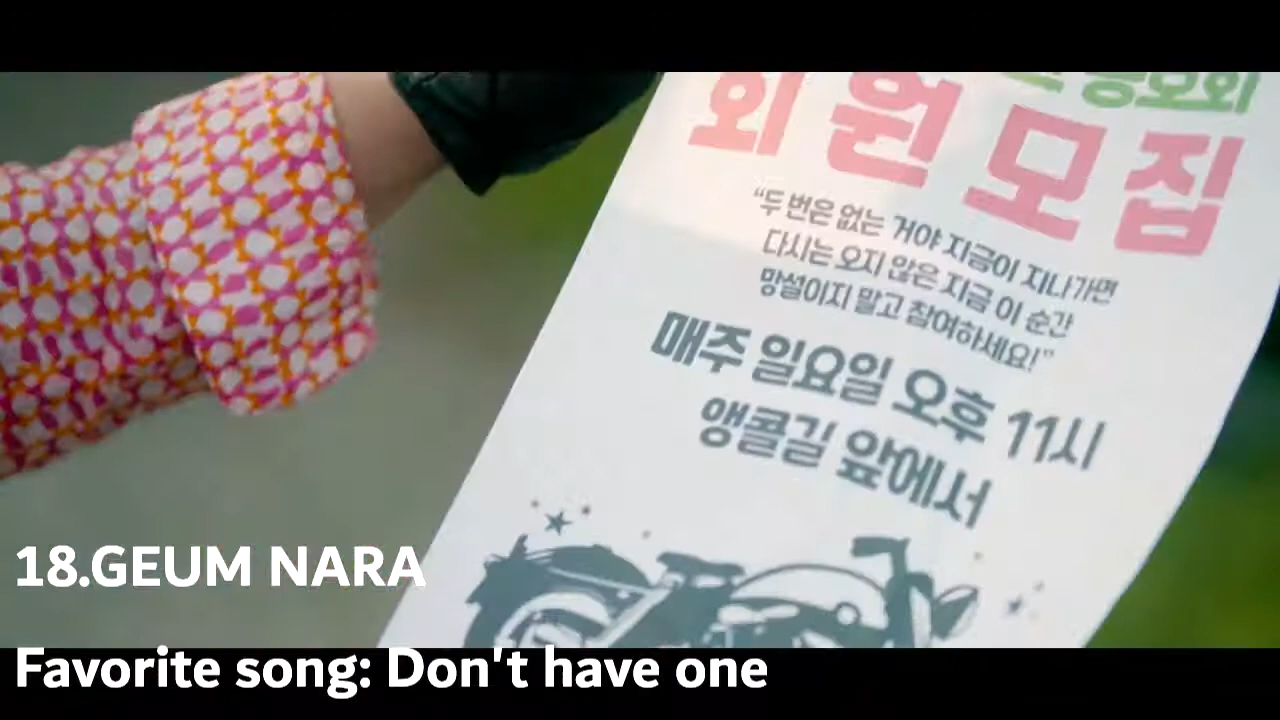 동호회
회원모집
“두 번은 없는 거야 지금이 지나가면
다시는 오지 않은 지금 이 순간
망설이지 말고 참여하세요!”
매주 일요일 오후 11시
앵콜길 앞에서
18.GEUM NARA
Favorite song: Don't have one